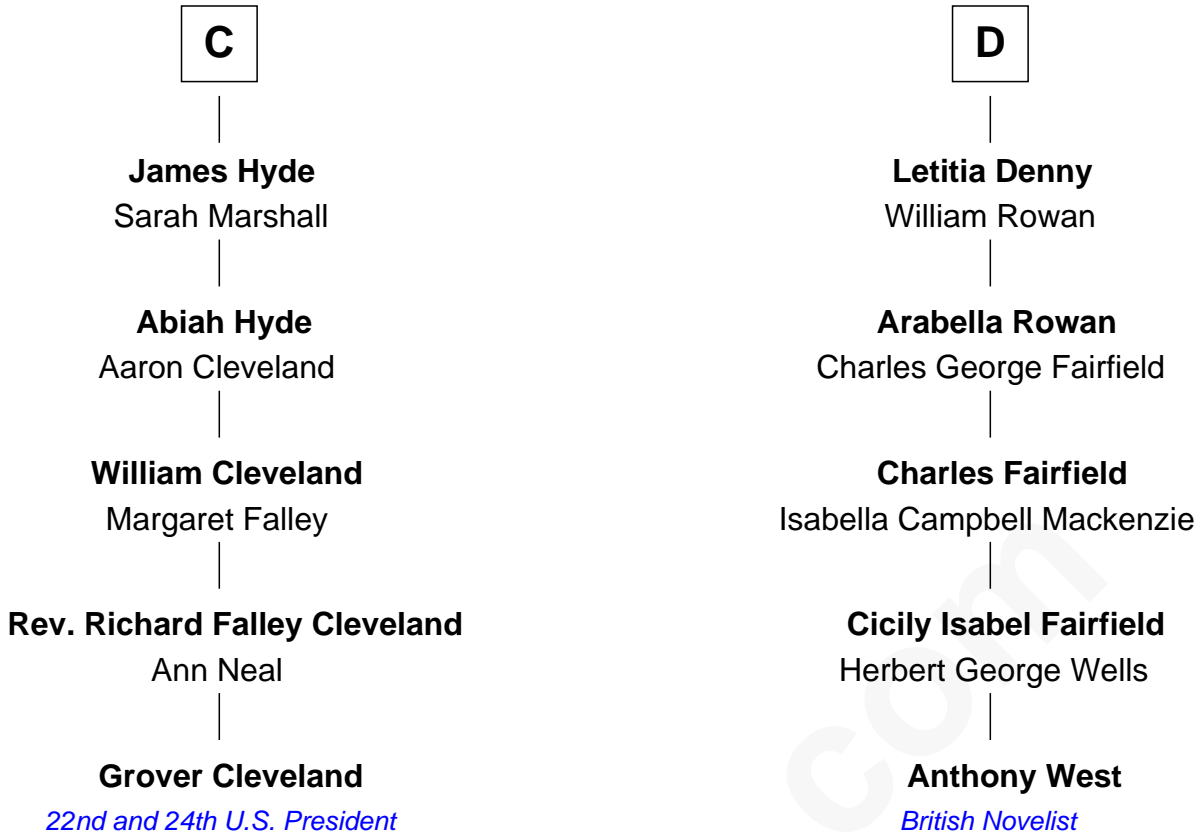 C
James Hyde
Sarah Marshall
Abiah Hyde
Aaron Cleveland
William Cleveland
Margaret Falley
Rev. Richard Falley Cleveland
Ann Neal
Grover Cleveland
22nd and 24th U.S. President
D
Letitia Denny
William Rowan
Arabella Rowan
Charles George Fairfield
Charles Fairfield
Isabella Campbell Mackenzie
Cicily Isabel Fairfield
Herbert George Wells
Anthony West
British Novelist
com